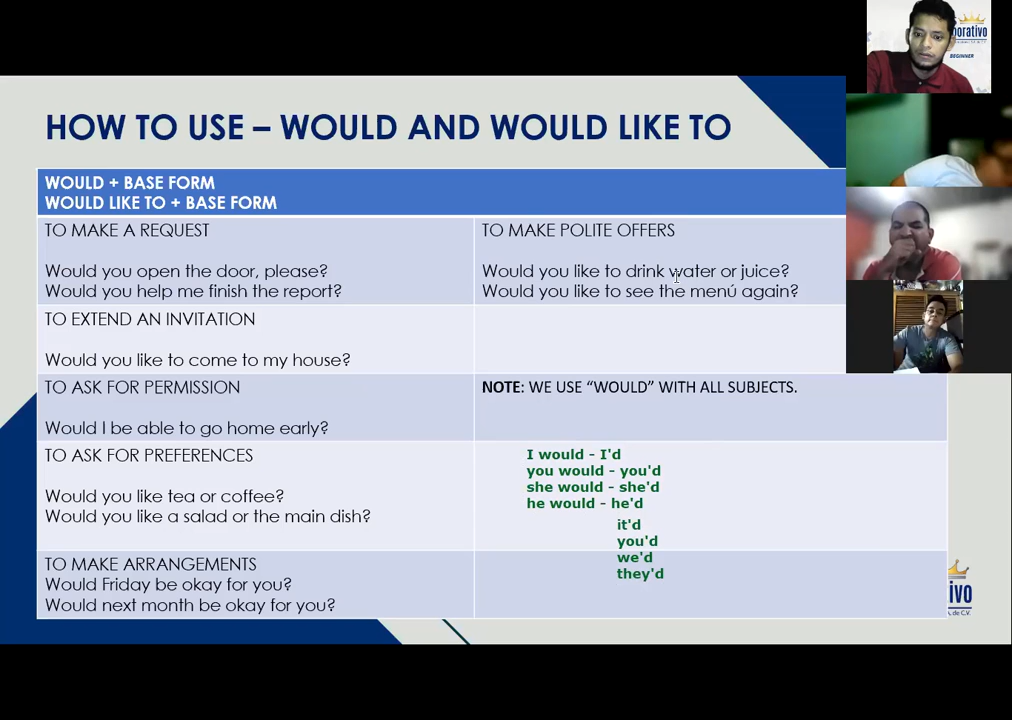 HOW TO USE – WOULD AND WOULD LIKE TO
WOULD + BASE FORM
WOULD LIKE TO + BASE FORM
TO MAKE A REQUEST
Would you open the door, please?
Would you help me finish the report?
TO MAKE POLITE OFFERS
Would you like to drink water or juice?
Would you like to see the menú again?
TO EXTEND AN INVITATION
Would you like to come to my house?
TO ASK FOR PERMISSION
Would I be able to go home early?
NOTE: WE USE “WOULD” WITH ALL SUBJECTS.
TO ASK FOR PREFERENCES
Would you like tea or coffee?
Would you like a salad or the main dish?
I would - I'd
you would - you'd
she would - she'd
he would - he'd
it'd
you'd
we'd
they'd
TO MAKE ARRANGEMENTS
Would Friday be okay for you?
Would next month be okay for you?
ivo
. de C.V.
porativo
BEGINNER